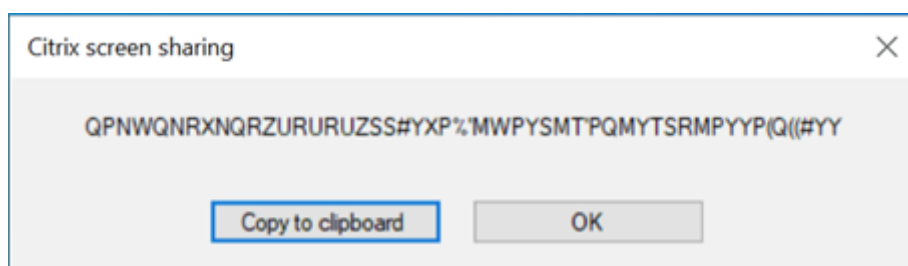 Citrix screen sharing
QPNWQNRXNQRZURURUZSS#YXP%'MWPYSMT'PQMYTSRMPYYP(Q((#YY
Copy to clipboard
OK